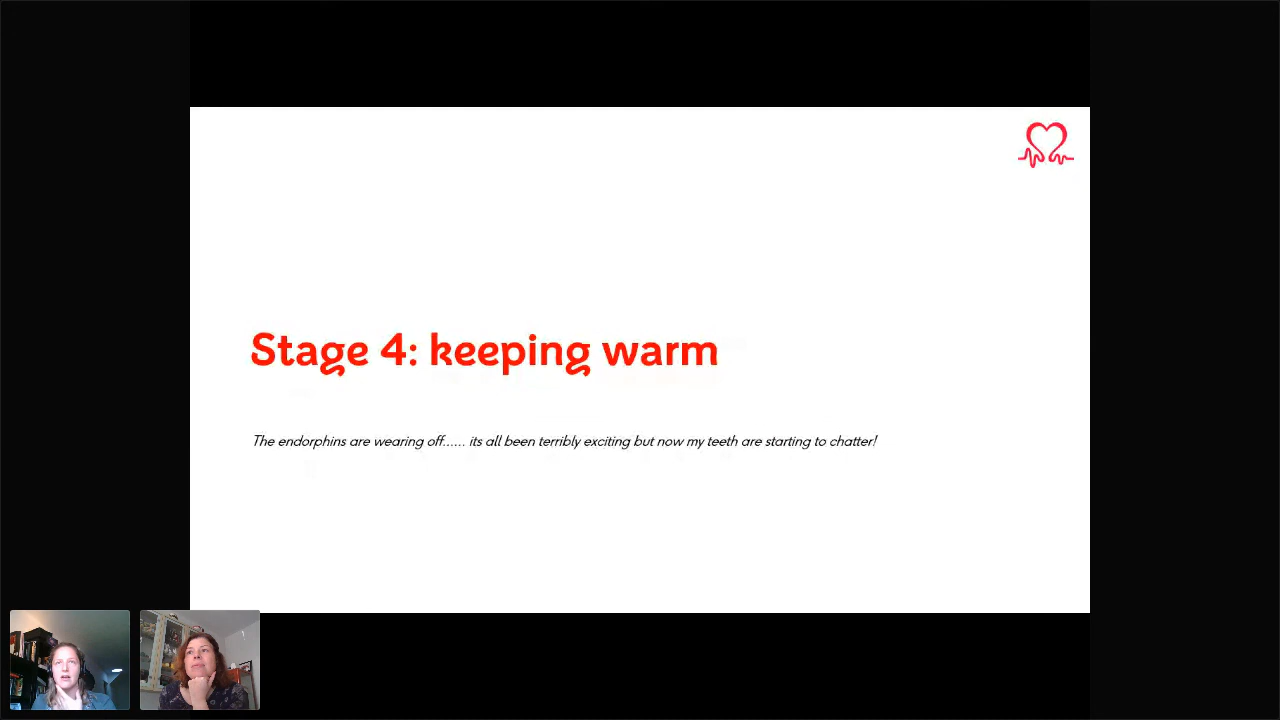 Stage 4: keeping warm
The endorphins are wearing off...... its all been terribly exciting but now my teeth are starting to chatter!